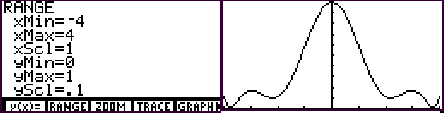 RANGE
xMin=-4
xMax=4
xScl=1
yMin=0
yMax=1
yScl=.1
y(x)= RANGE ZOOM TRACE GRAPH